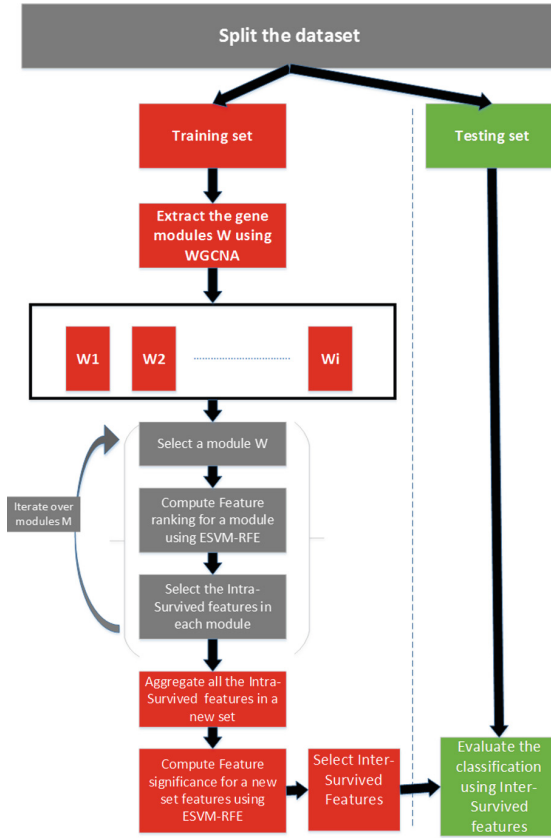 Split the dataset
Training set
Testing set
Extract the gene
modules W using
WGCNA
W1
W2
Wi
Select a module W
Iterate over
modules M
Compute Feature
ranking for a module
using ESVM-RFE
Select the Intra-
Survived features in
each module
Aggregate all the Intra-
Survived features in a
new set
Compute Feature
significance for a new
set features using
ESVM-RFE
Select Inter-
Survived
Features
Evaluate the
classification
using Inter-
Survived
features